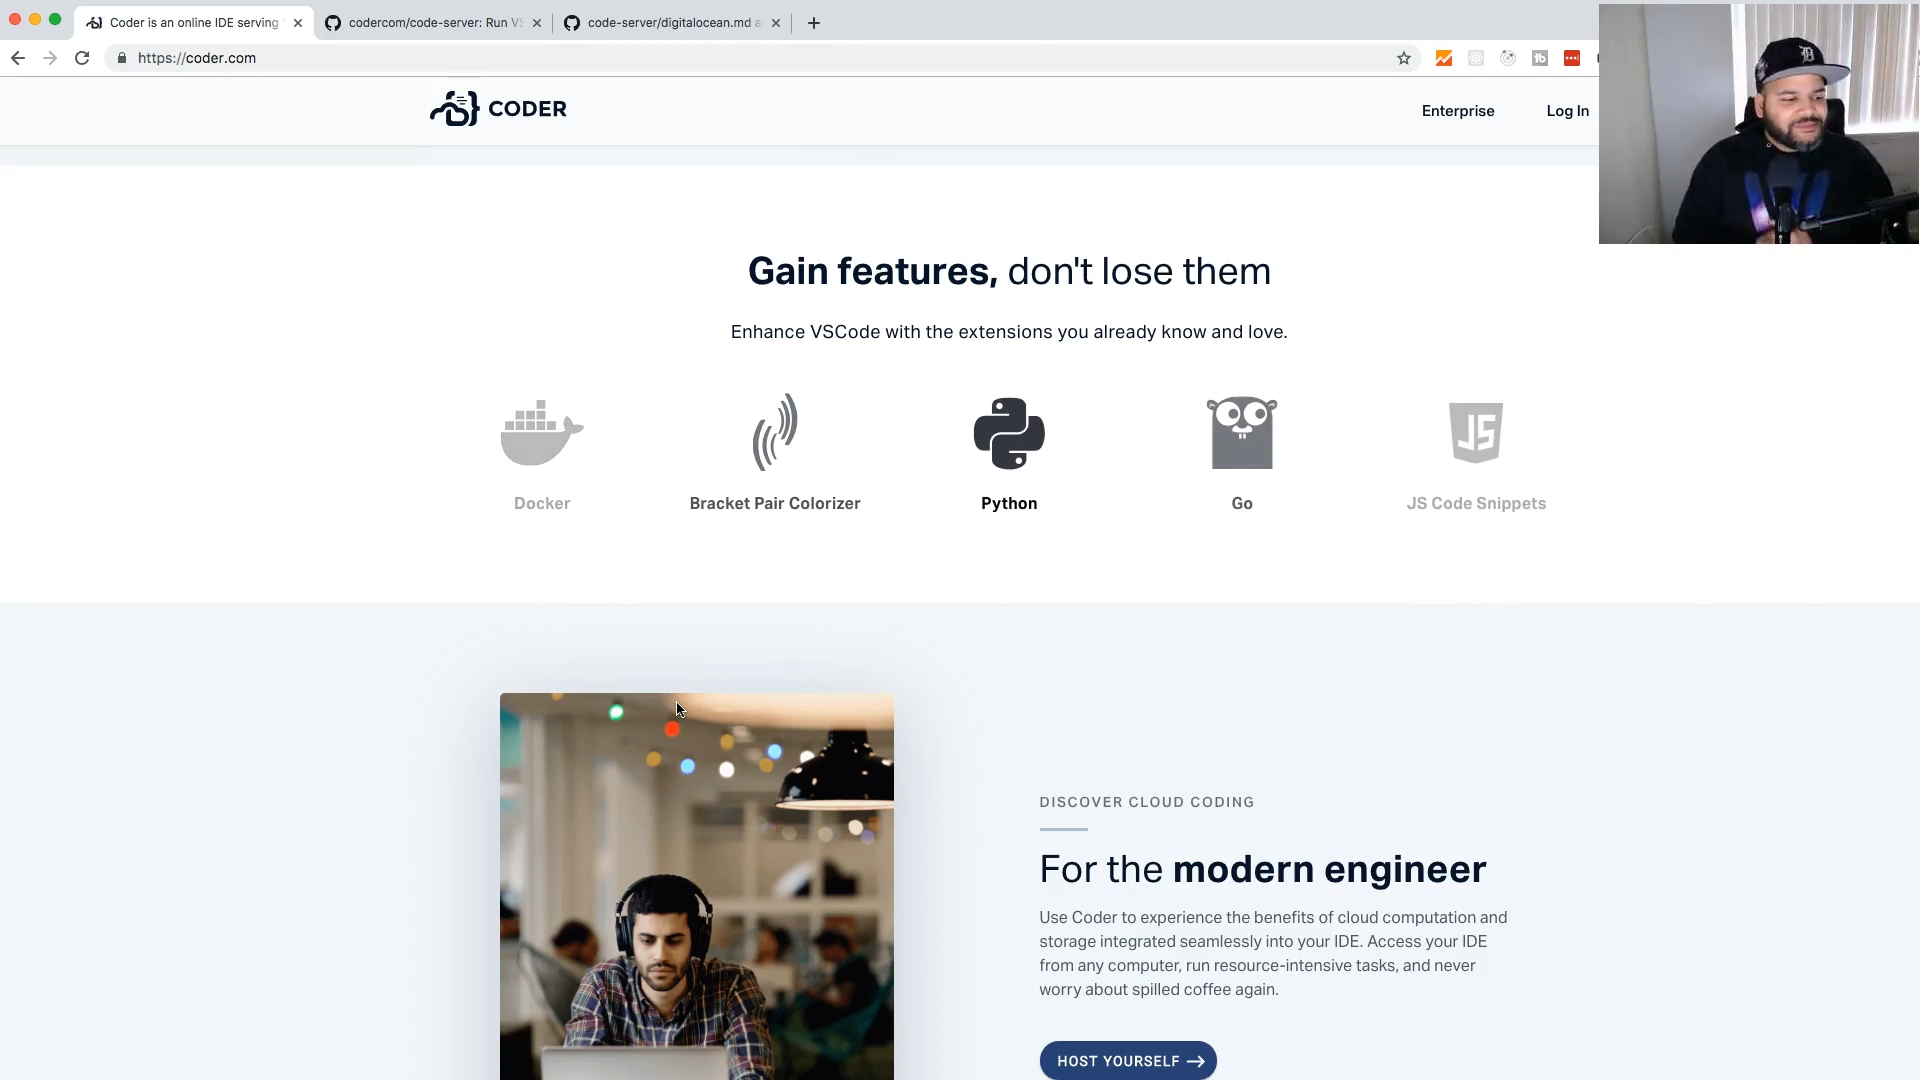 Coder is an online IDE serving
codercom/code-server: Run VS
code-server/digitalocean.md a
https://coder.com
CODER
Enterprise
Log In
Gain features, don't lose them
Enhance VSCode with the extensions you already know and love.
JS
Docker
Bracket Pair Colorizer
Python
Go
JS Code Snippets
DISCOVER CLOUD CODING
For the modern engineer
Use Coder to experience the benefits of cloud computation and
storage integrated seamlessly into your IDE. Access your IDE
from any computer, run resource-intensive tasks, and never
worry about spilled coffee again.
HOST YOURSELF